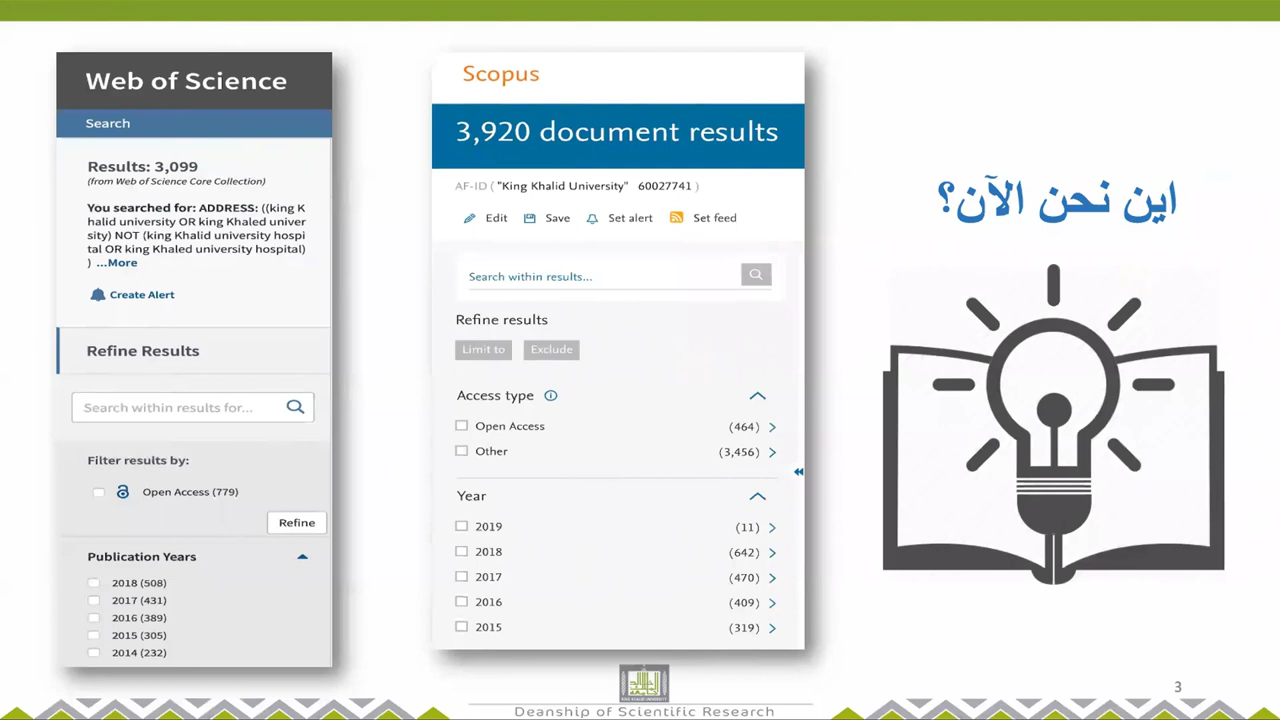 Web of Science
Search
Results: 3,099
(from Web of Science Core Collection)
You searched for: ADDRESS: ((king K
halid university OR king Khaled univer
sity) NOT (king Khalid university hospi
tal OR king Khaled university hospital)
) ...More
Create Alert
Refine Results
Search within results for...
Filter results by:
Open Access (779)
Refine
Publication Years
2018 (508)
2017 (431)
2016 (389)
2015 (305)
2014 (232)
Scopus
3,920 document results
AF-ID ( "King Khalid University" 60027741 )
Edit Save Set alert Set feed
Search within results...
Refine results
Limit to Exclude
Access type
Open Access (464)
Other (3,456)
Year
2019 (11)
2018 (642)
2017 (470)
2016 (409)
2015 (319)
اين نحن الآن؟
Deanship of Scientific Research
3